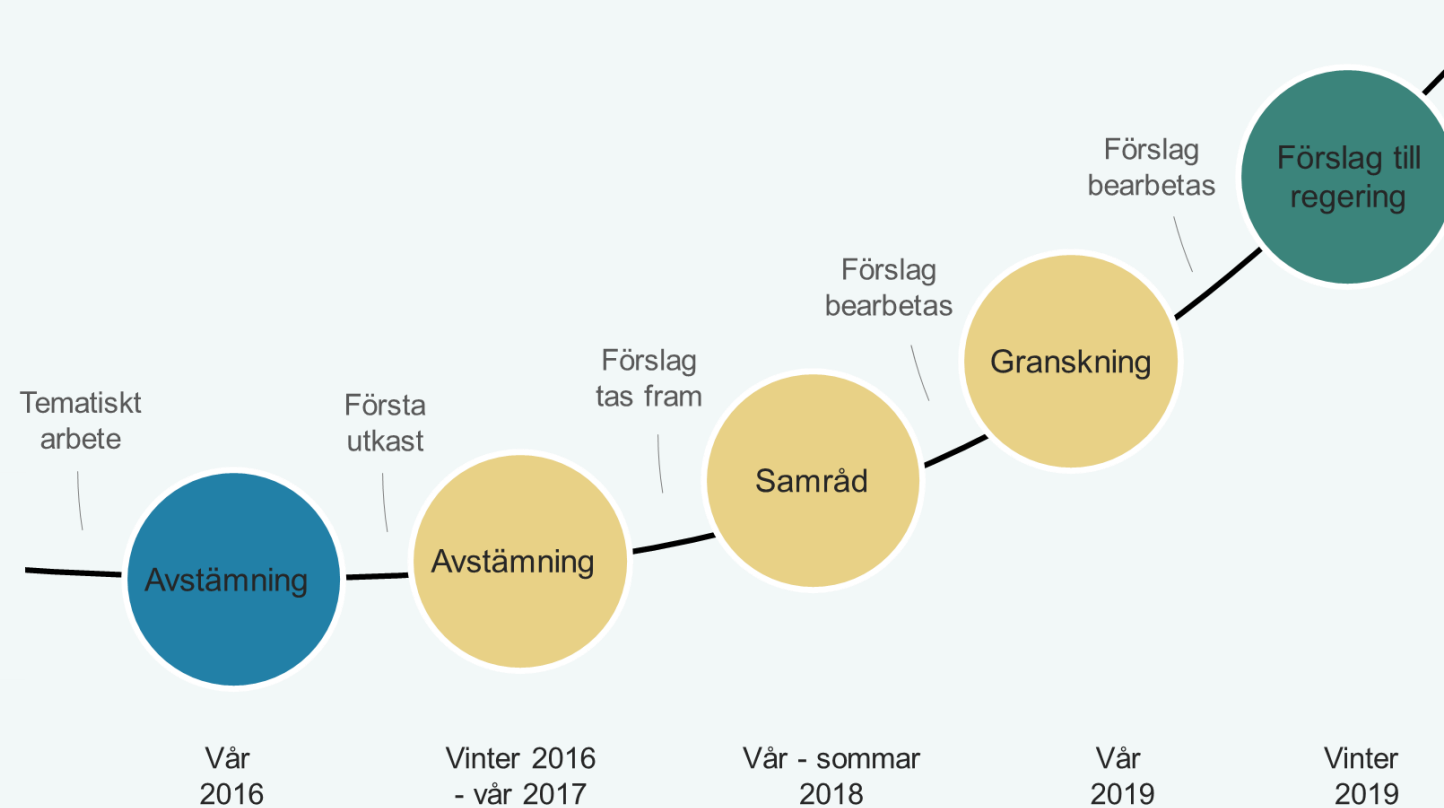 Tematiskt
arbete
Avstämning
Första
utkast
Avstämning
Förslag
tas fram
Samråd
Förslag
bearbetas
Granskning
Förslag
bearbetas
Förslag till
regering
Vår
2016
Vinter 2016
- vår 2017
Vår - sommar
2018
Vår
2019
Vinter
2019